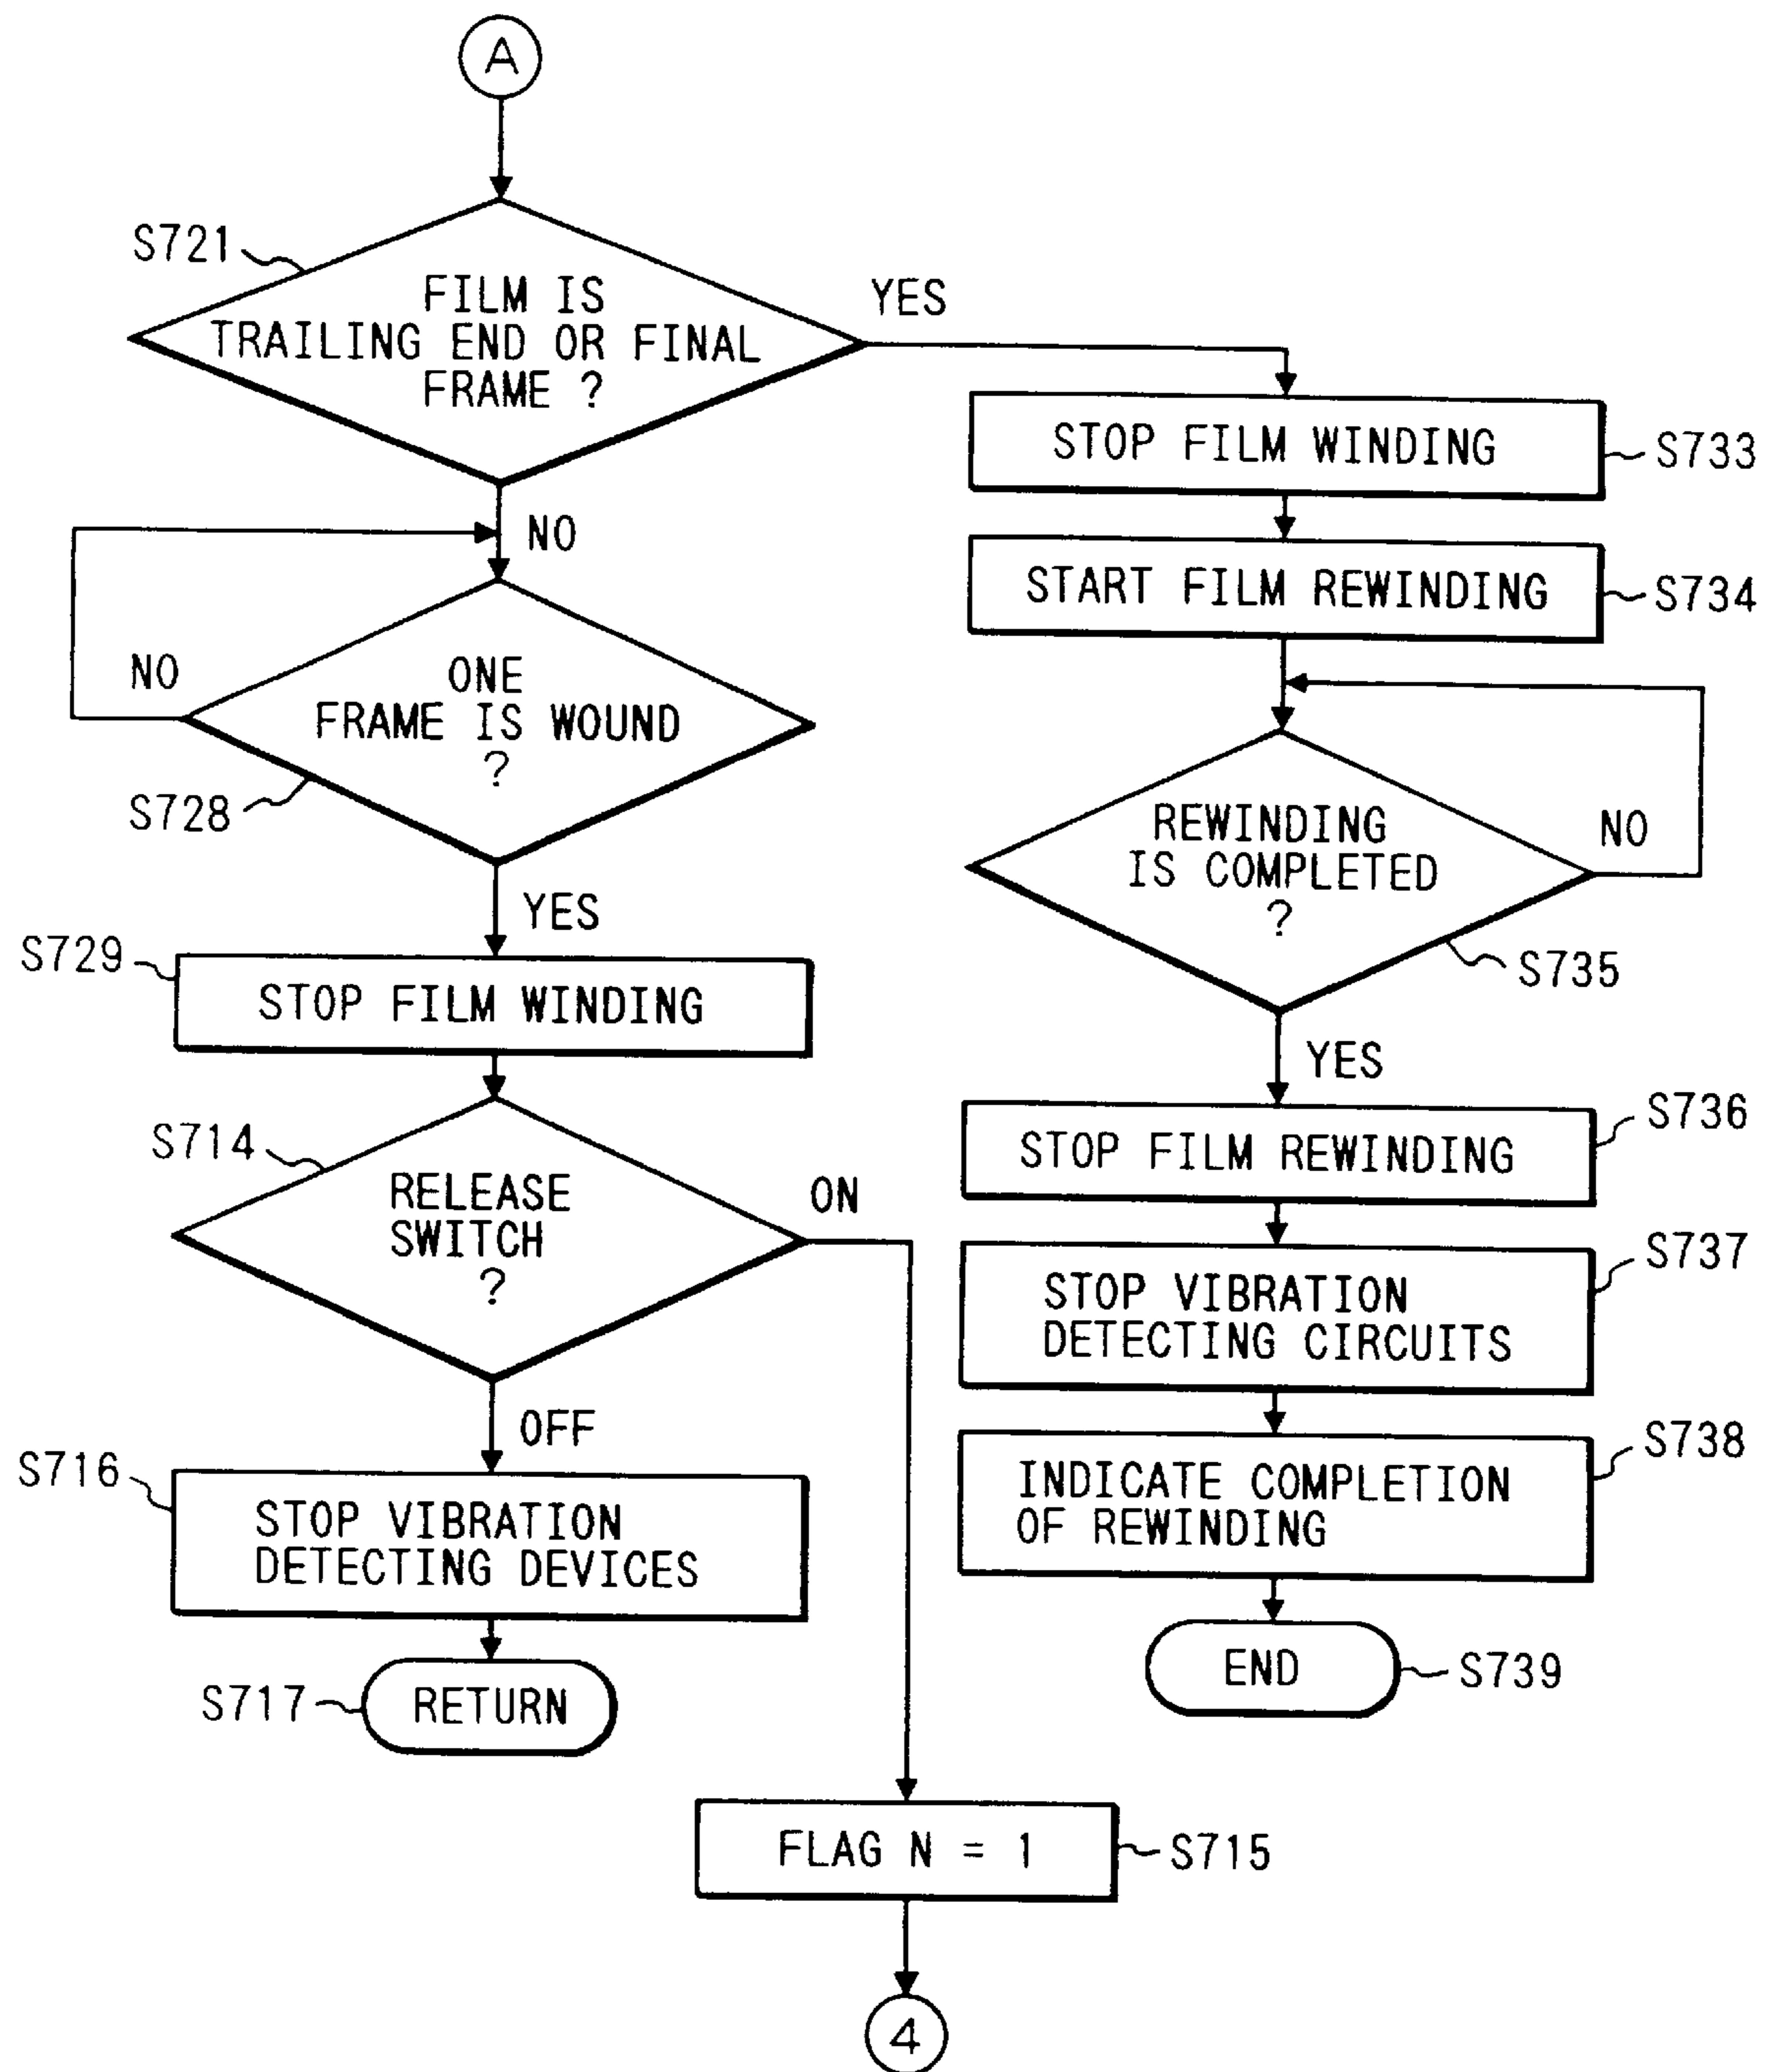 A
S721
FILM IS
TRAILING END OR FINAL
FRAME ?
YES
NO
STOP FILM WINDING
S733
START FILM REWINDING
S734
NO
ONE
FRAME IS WOUND
?
S728
YES
REWINDING
IS COMPLETED
?
NO
S735
YES
S729
STOP FILM WINDING
S714
RELEASE
SWITCH
?
ON
OFF
STOP FILM REWINDING
S736
STOP VIBRATION
DETECTING CIRCUITS
S737
INDICATE COMPLETION
OF REWINDING
S738
END
S739
S716
STOP VIBRATION
DETECTING DEVICES
S717
RETURN
FLAG N = 1
S715
4